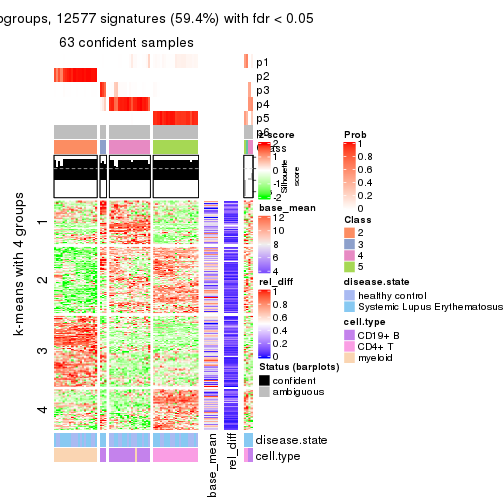 ogroups, 12577 signatures (59.4%) with fdr < 0.05
63 confident samples
p1
p2
p3
p4
p5
p6
Class
Silhouette
score
1
2
3
4
k-means with 4 groups
z-score
2
1
0
-1
-2
base_mean
12
10
8
6
4
rel_diff
1
0.8
0.6
0.4
0.2
0
Status (barplots)
confident
ambiguous
Prob
1
0.8
0.6
0.4
0.2
0
Class
2
3
4
5
disease.state
healthy control
Systemic Lupus Erythematosus
cell.type
CD19+ B
CD4+ T
myeloid
disease.state
cell.type
base_mean
rel_diff